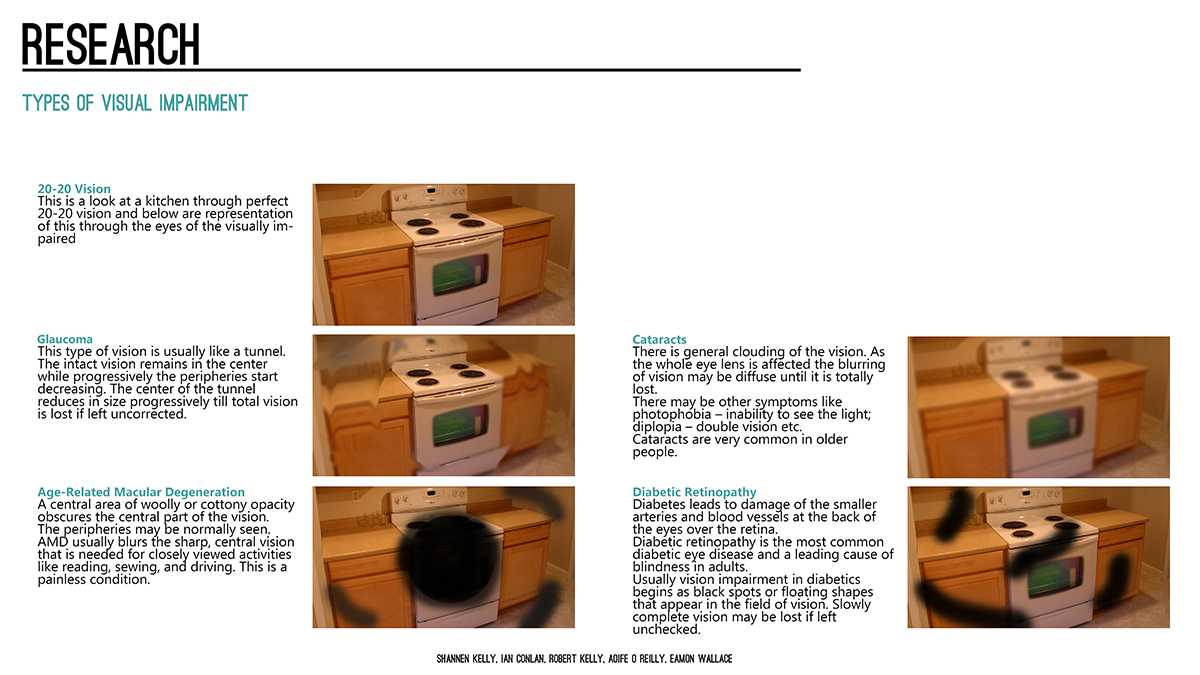 RESEARCH
TYPES OF VISUAL IMPAIRMENT
20-20 Vision
This is a look at a kitchen through perfect
20-20 vision and below are representation
of this through the eyes of the visually im-
paired
Glaucoma
This type of vision is usually like a tunnel.
The intact vision remains in the center
while progressively the peripheries start
decreasing. The center of the tunnel
reduces in size progressively till total vision
is lost if left uncorrected.
Age-Related Macular Degeneration
A central area of woolly or cottony opacity
obscures the central part of the vision.
The peripheries may be normally seen.
AMD usually blurs the sharp, central vision
that is needed for closely viewed activities
like reading, sewing, and driving. This is a
painless condition.
Cataracts
There is general clouding of the vision. As
the whole eye lens is affected the blurring
of vision may be diffuse until it is totally
lost.
There may be other symptoms like
photophobia – inability to see the light;
diplopia – double vision etc.
Cataracts are very common in older
people.
Diabetic Retinopathy
Diabetes leads to damage of the smaller
arteries and blood vessels at the back of
the eyes over the retina.
Diabetic retinopathy is the most common
diabetic eye disease and a leading cause of
blindness in adults.
Usually vision impairment in diabetics
begins as black spots or floating shapes
that appear in the field of vision. Slowly
complete vision may be lost if left
unchecked.
SHANNEN KELLY, IAN CONLAN, ROBERT KELLY, AOIFE O REILLY, EAMON WALLACE